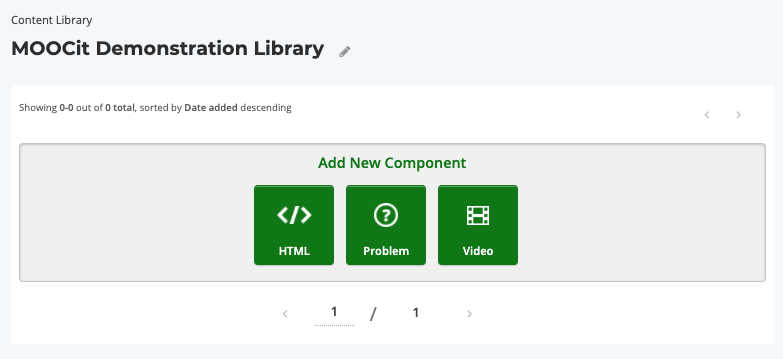 Content Library
MOOCit Demonstration Library
Showing 0-0 out of 0 total, sorted by Date added descending
Add New Component
</>
?
HTML
Problem
Video
1 / 1